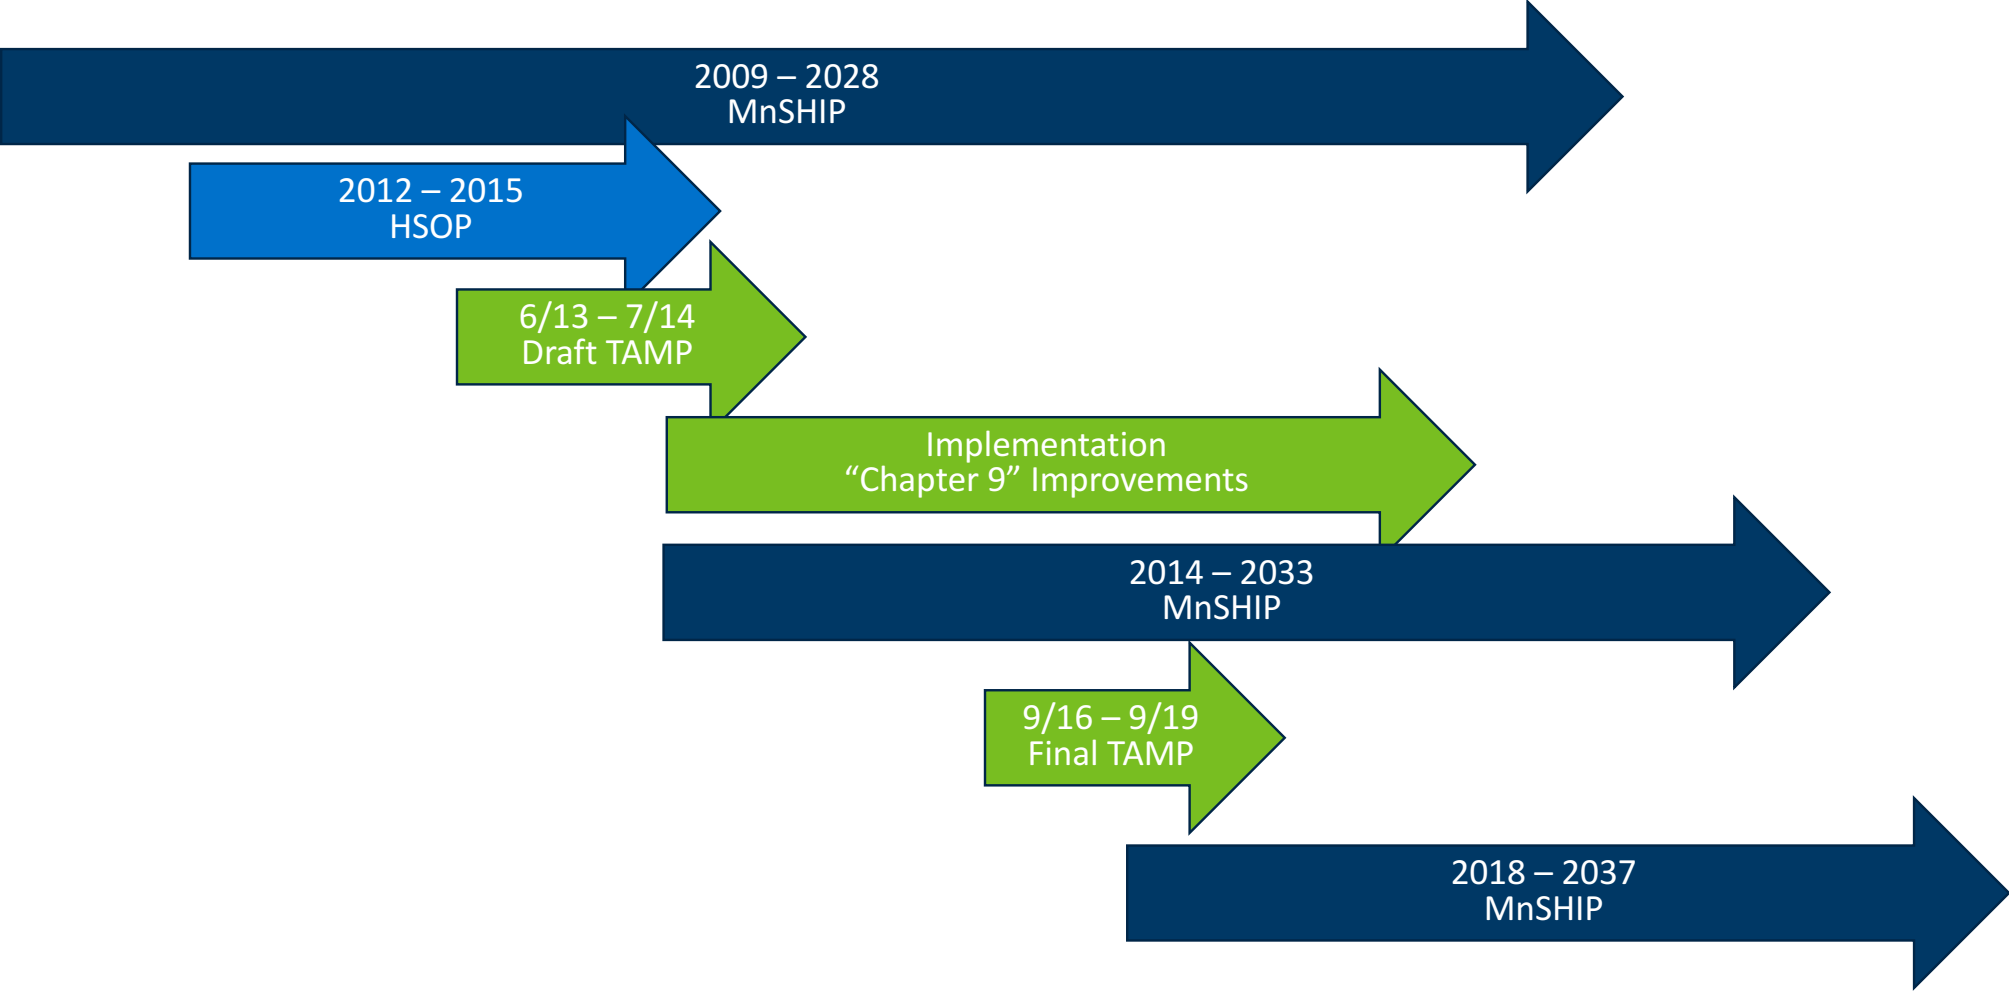 2009 – 2028
MnSHIP
2012 – 2015
HSOP
6/13 – 7/14
Draft TAMP
Implementation
“Chapter 9” Improvements
2014 – 2033
MnSHIP
9/16 – 9/19
Final TAMP
2018 – 2037
MnSHIP